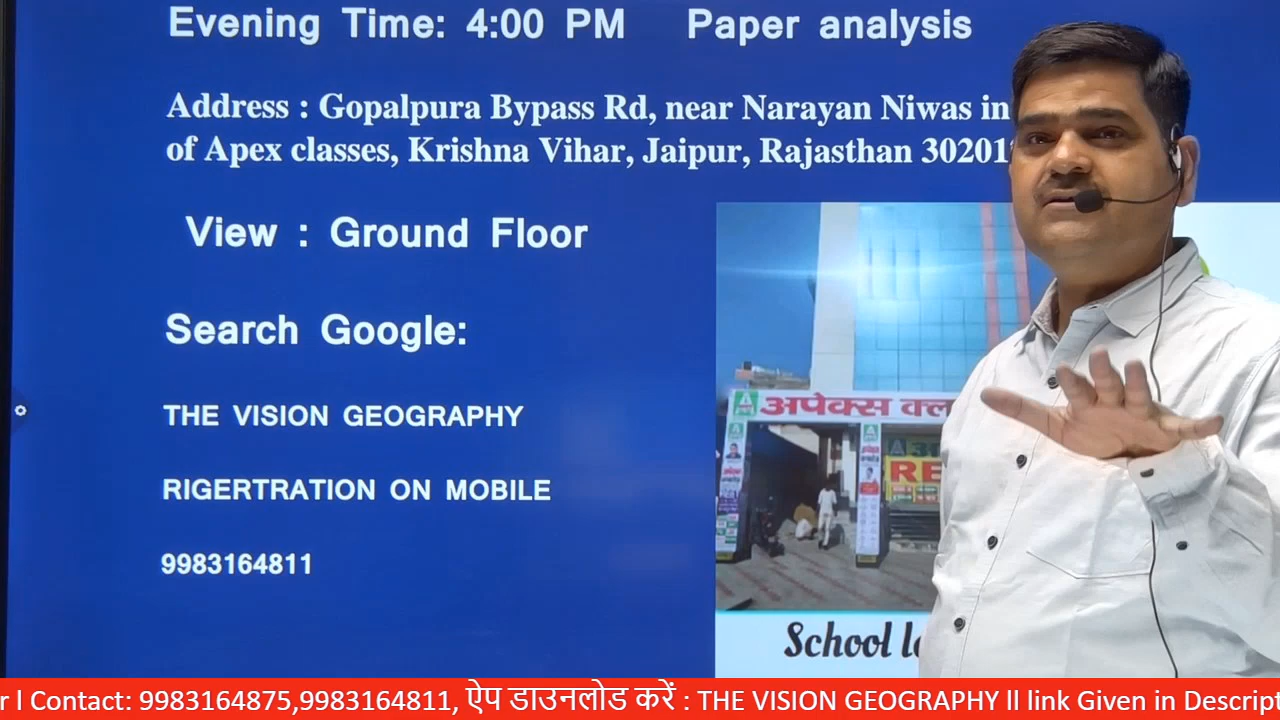 Evening Time: 4:00 PM Paper analysis
Address : Gopalpura Bypass Rd, near Narayan Niwas in
of Apex classes, Krishna Vihar, Jaipur, Rajasthan
View : Ground Floor
Search Google:
THE VISION GEOGRAPHY
RIGERTRATION ON MOBILE
9983164811
अपेक्स
School
Contact: 9983164875,9983164811, ऐप डाउनलोड करें : THE VISION GEOGRAPHY ll link Given in